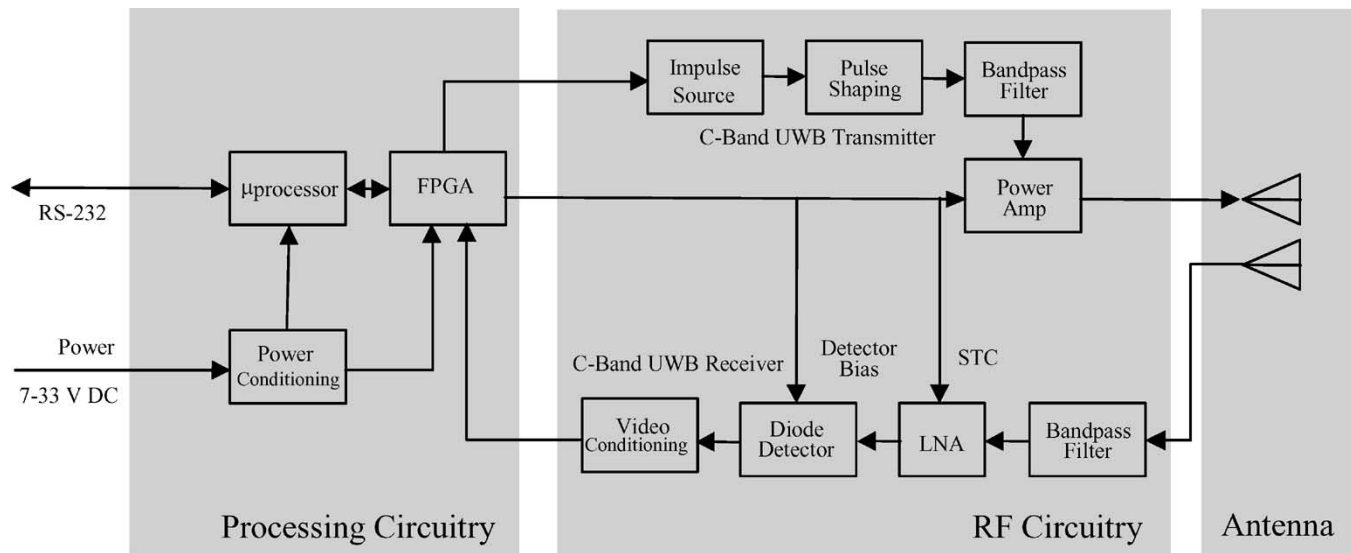 Impulse
Source
Pulse
Shaping
Bandpass
Filter
C-Band UWB Transmitter
μprocessor
FPGA
Power
Amp
RS-232
Power
7-33 V DC
Power
Conditioning
C-Band UWB Receiver
Detector
Bias
STC
Video
Conditioning
Diode
Detector
LNA
Bandpass
Filter
Processing Circuitry
RF Circuitry
Antenna